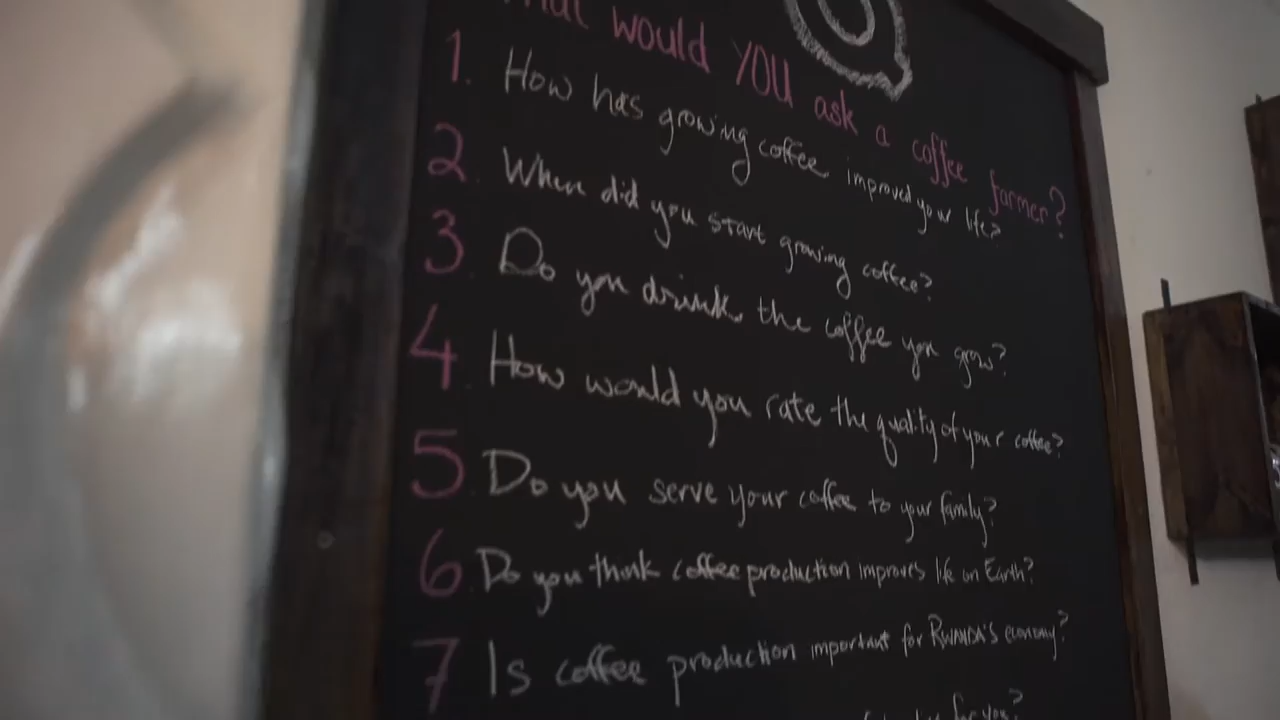 What would YOU ask a coffee farmer?
1. How has growing coffee improved your life?
2. When did you start growing coffee?
3. Do you drink the coffee you grow?
4. How would you rate the quality of your coffee?
5. Do you serve your coffee to your family?
6. Do you think coffee production improves life on Earth?
7 Is coffee production important for RWANDA'S economy?
for you?